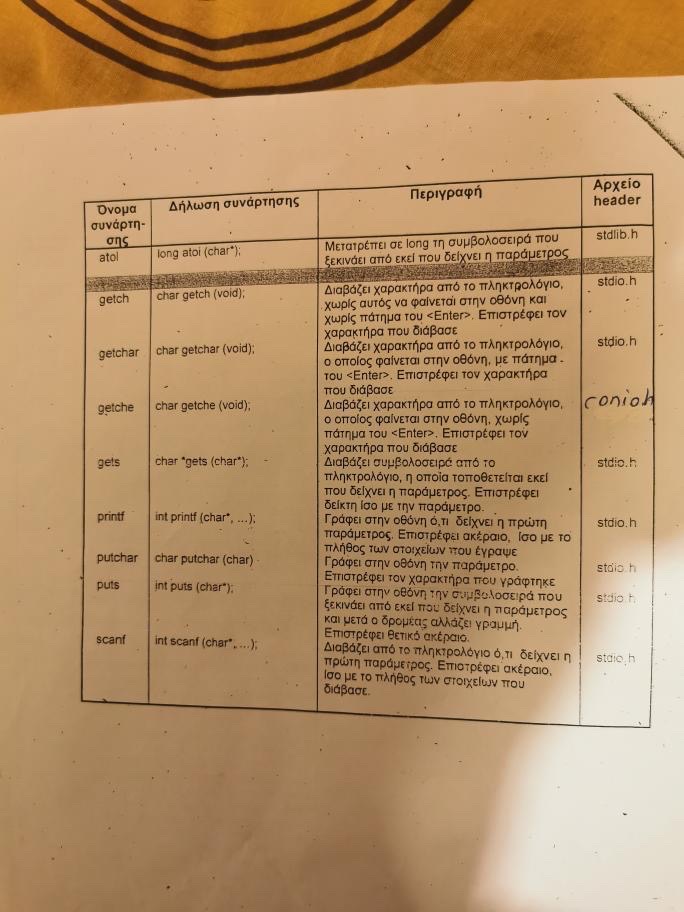 Όνομα συνάρτη-σης Δήλωση συνάρτησης Περιγραφή Αρχείο header
atol long atoi (char*); Μετατρέπει σε long τη συμβολοσειρά που stdlib.h
ξεκινάει από εκεί που δείχνει η παράμετρος
getch char getch (void); Διαβάζει χαρακτήρα από το πληκτρολόγιο, stdio.h
χωρίς αυτός να φαίνεται στην οθόνη και
χωρίς πάτημα του <Enter>. Επιστρέφει τον
χαρακτήρα που διάβασε
getchar char getchar (void); Διαβάζει χαρακτήρα από το πληκτρολόγιο, stdio.h
ο οποίος φαίνεται στην οθόνη, με πάτημα
του <Enter>. Επιστρέφει τον χαρακτήρα
που διάβασε
getche char getche (void); Διαβάζει χαρακτήρα από το πληκτρολόγιο, conioh
ο οποίος φαίνεται στην οθόνη, χωρίς
πάτημα του <Enter>. Επιστρέφει τον
χαρακτήρα που διάβασε
gets char *gets (char*); Διαβάζει συμβολοσειρά από το stdio.h
πληκτρολόγιο, η οποία τοποθετείται εκεί
που δείχνει η παράμετρος. Επιστρέφει
δείκτη ίσο με την παράμετρο.
printf int printf (char*, ...); Γράφει στην οθόνη ό,τι δείχνει η πρώτη stdio.h
παράμετρος. Επιστρέφει ακέραιο, ίσο με το
πλήθος των στοιχείων που έγραψε
putchar char putchar (char) Γράφει στην οθόνη την παράμετρο. stdio.h
Επιστρέφει τον χαρακτήρα που γράφτηκε
puts int puts (char*); Γράφει στην οθόνη την συμβολοσειρά που stdio.h
ξεκινάει από εκεί που δείχνει η παράμετρος
και μετά ο δρομέας αλλάζει γραμμή.
Επιστρέφει θετικό ακέραιο.
scanf int scanf (char*, ...); Διαβάζει από το πληκτρολόγιο ό,τι δείχνει η stdio.h
πρώτη παράμετρος. Επιστρέφει ακέραιο,
ίσο με το πλήθος των στοιχείων που
διάβασε.